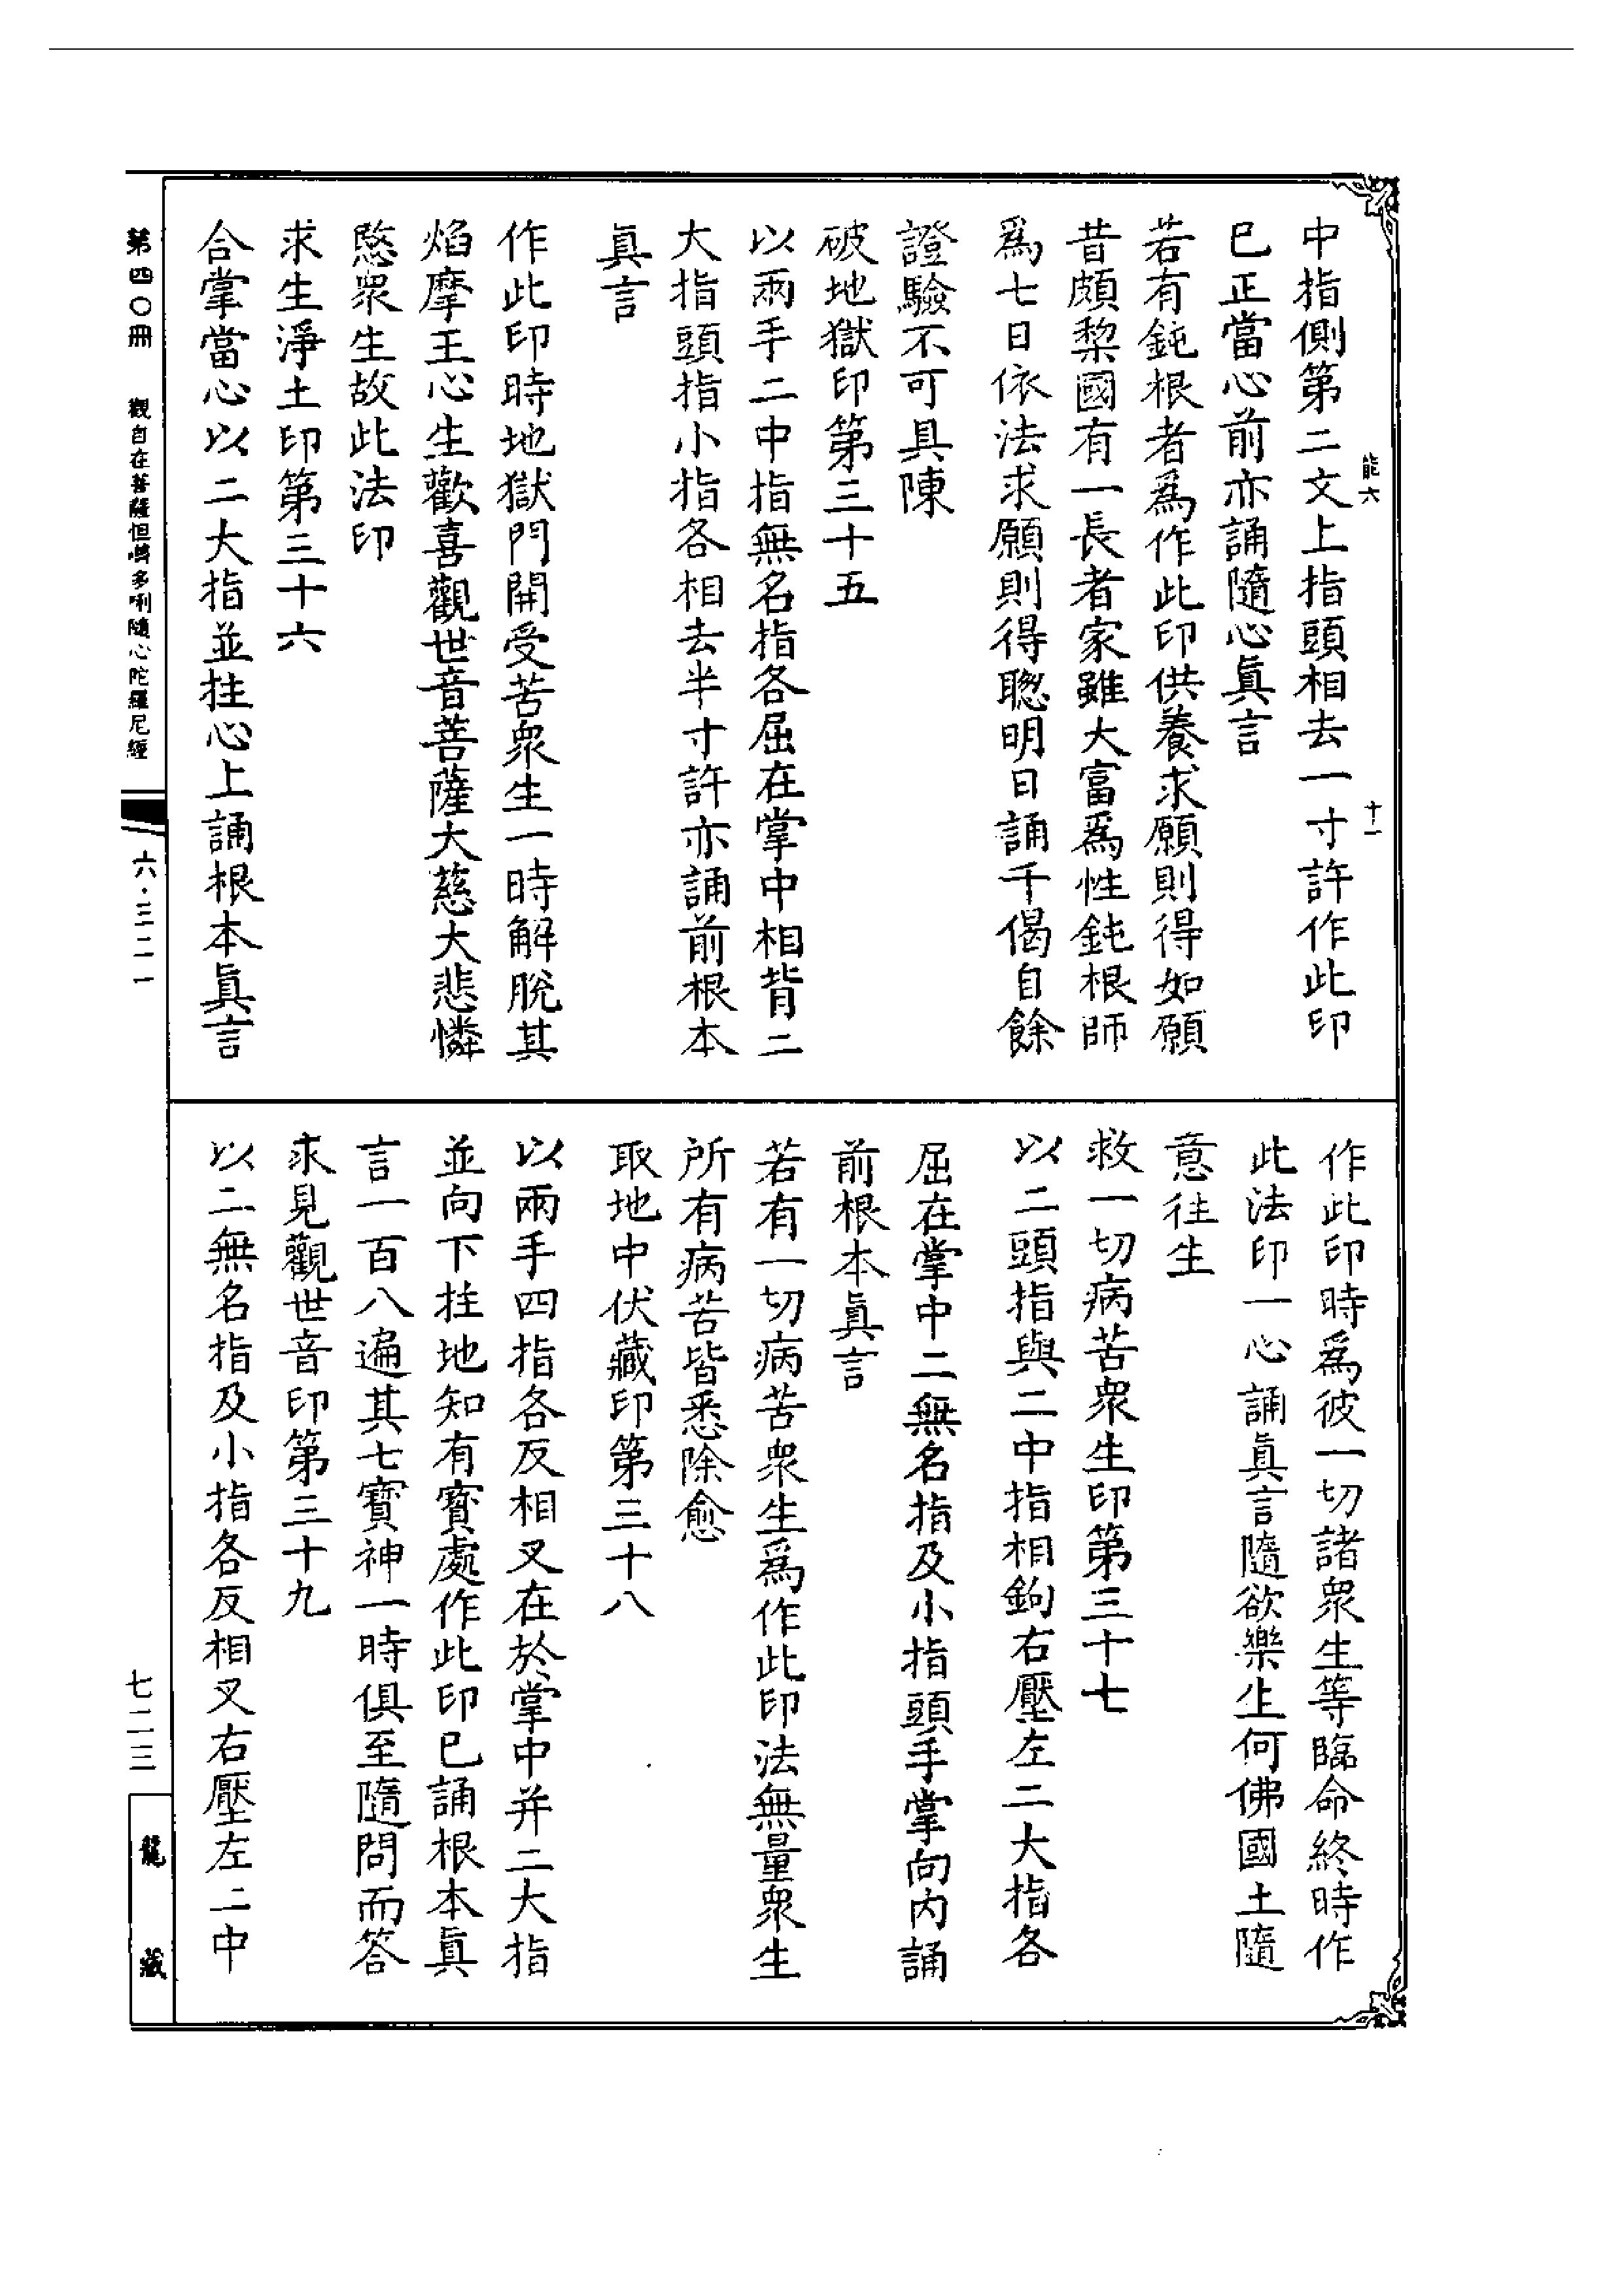 能六
十一
中指側第二文上指頭相去一寸許作此印
已正當心前亦誦隨心眞言
若有鈍根者爲作此印供養求願則得如願
昔頗棃國有一長者家雖大富爲性鈍根師
爲七日依法求願則得聰明日誦千偈自餘
證驗不可具陳
破地獄印第三十五
以兩手二中指無名指各屈在掌中相背二
大指頭指小指各相去半寸許亦誦前根本
眞言
作此印時地獄門開受苦衆生一時解脫其
焰摩王心生歡喜觀世音菩薩大慈大悲憐
愍衆生故此法印
求生淨土印第三十六
合掌當心以二大指並拄心上誦根本眞言
作此印時爲彼一切諸衆生等臨命終時作
此法印一心誦眞言隨欲樂生何佛國土隨
意往生
救一切病苦衆生印第三十七
以二頭指與二中指相鉤右壓左二大指各
屈在掌中二無名指及小指頭手掌向內誦
前根本眞言
若有一切病苦衆生爲作此印法無量衆生
所有病苦皆悉除愈
取地中伏藏印第三十八
以兩手四指各反相叉在於掌中并二大指
並向下拄地知有寶處作此印已誦根本眞
言一百八遍其七寶神一時俱至隨問而答
求見觀世音印第三十九
以二無名指及小指各反相叉右壓左二中
第四〇冊
觀自在菩薩怛嚩多唎隨心陀羅尼經
六·三二一
七二三
龍藏